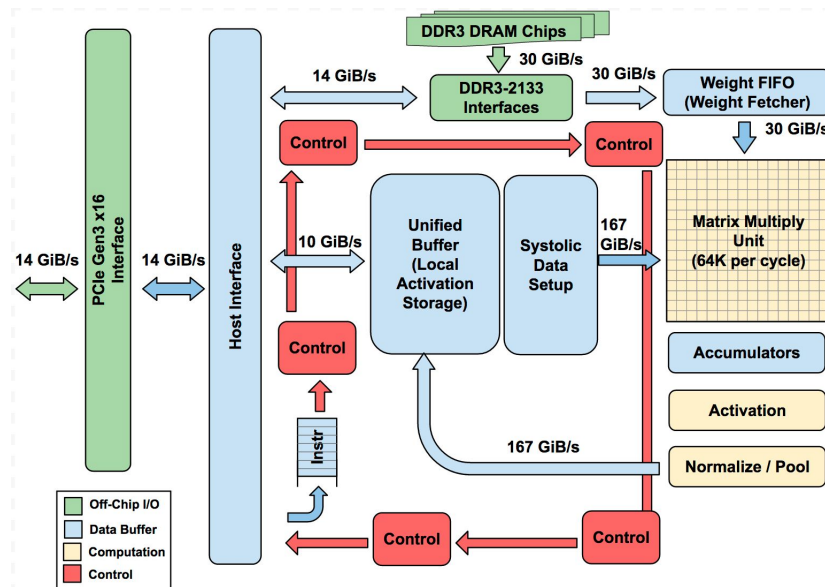 DDR3 DRAM Chips
30 GiB/s
14 GiB/s
DDR3-2133
Interfaces
30 GiB/s
Weight FIFO
(Weight Fetcher)
30 GiB/s
Control
Control
PCIe Gen3 x16
Interface
Host Interface
14 GiB/s
14 GiB/s
10 GiB/s
Unified
Buffer
(Local
Activation
Storage)
Systolic
Data
Setup
167
GiB/s
Matrix Multiply
Unit
(64K per cycle)
Control
Accumulators
Activation
Instr
167 GiB/s
Normalize / Pool
Off-Chip I/O
Data Buffer
Computation
Control
Control
Control